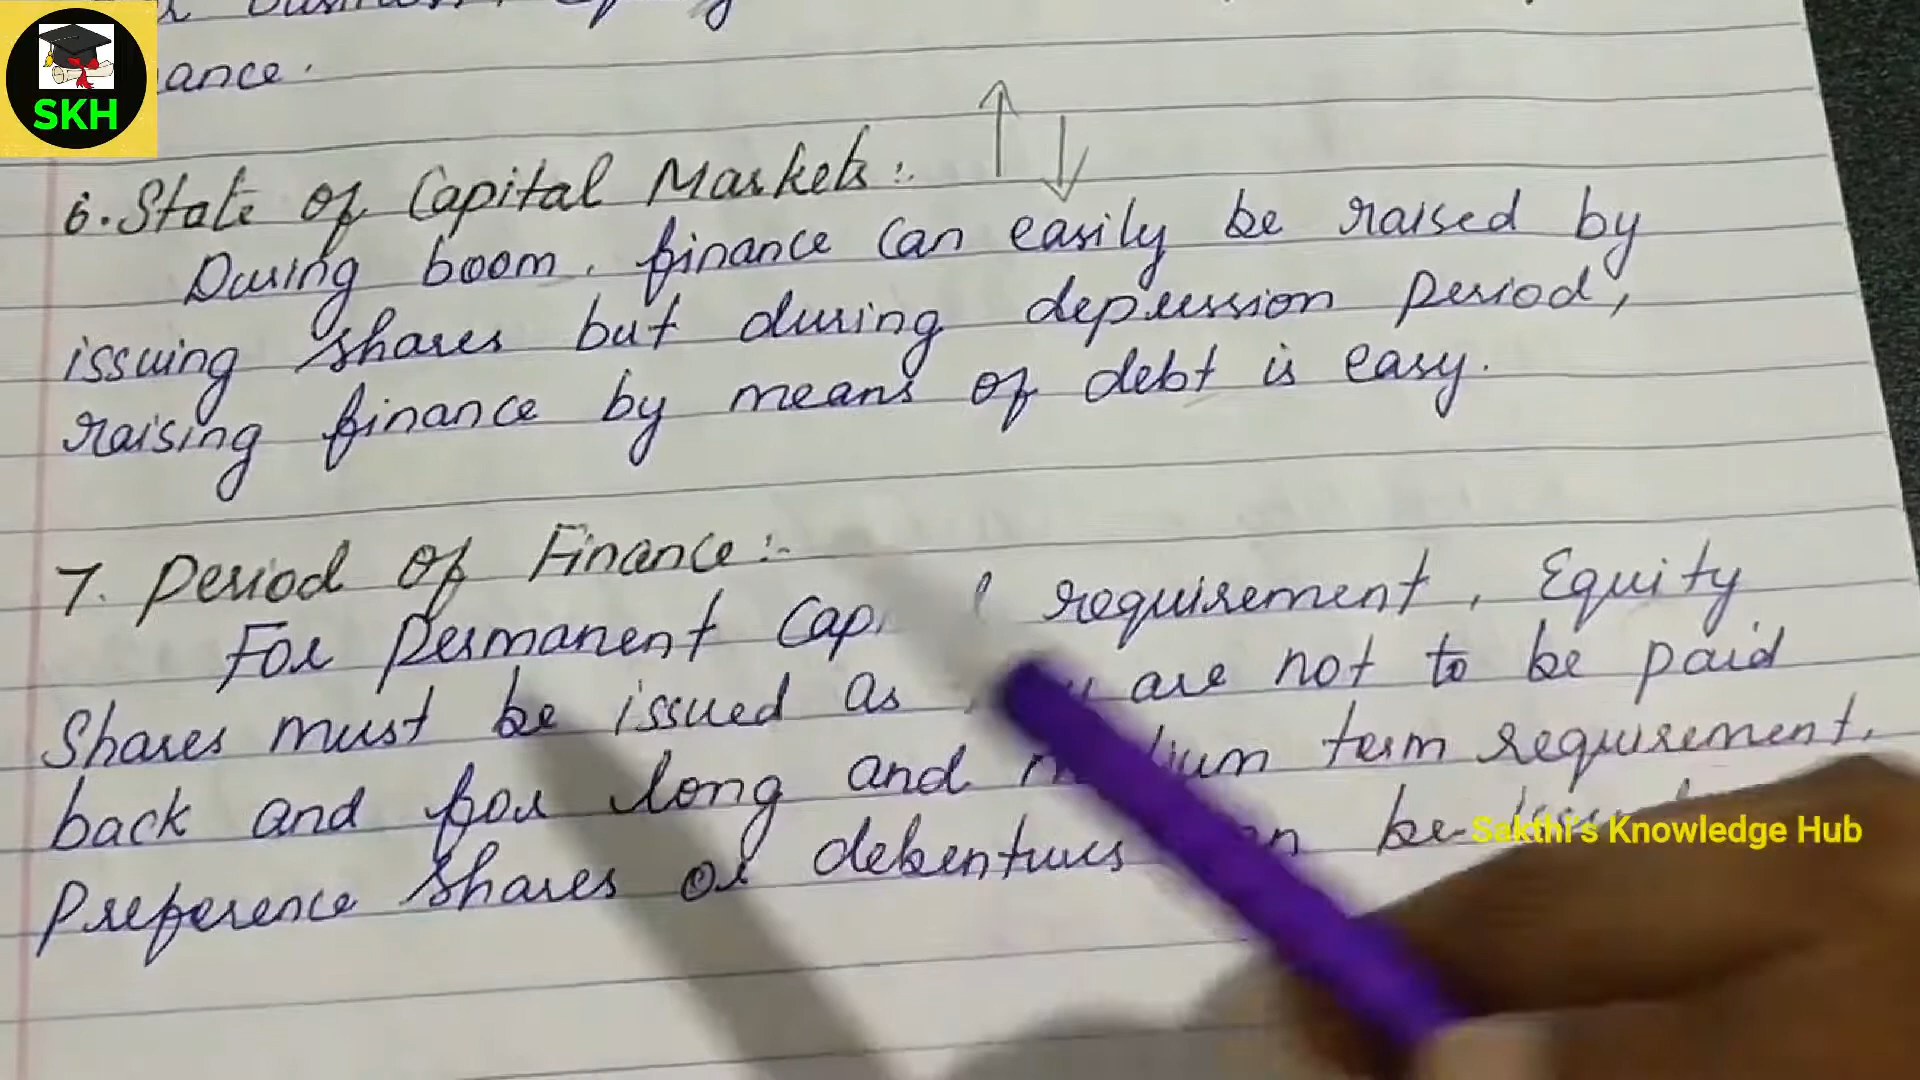 ance.
SKH
6. State of Capital Markets:-
During boom, finance can easily be raised by
issuing shares but during depression period,
raising finance by means of debt is easy.
7. Period of Finance:-
For permanent requirement, Equity
Shares must be issued as are not to be paid
back and for long and term requirement,
Preference shares or debentures be
Sakthi's Knowledge Hub